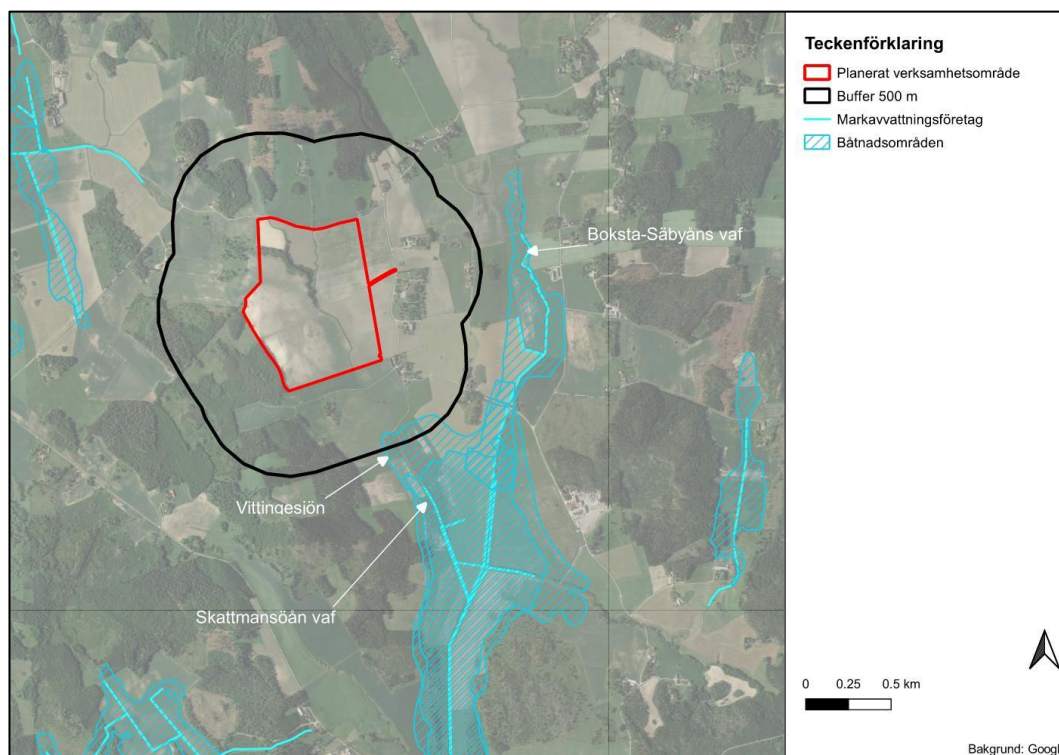 Teckenförklaring
Planerat verksamhetsområde
Buffer 500 m
Markavvattningsföretag
Båtnadsområden
Boksta-Säbyåns vaf
Vittingesjön
Skattmansöån vaf
0 0.25 0.5 km
Bakgrund: Goog